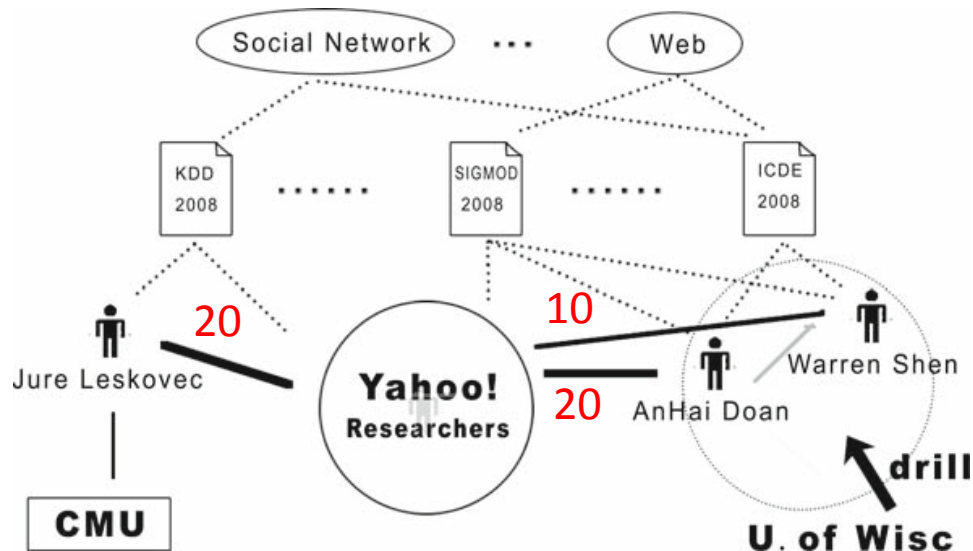 Social Network
Web
KDD
2008
SIGMOD
2008
ICDE
2008
20
10
Jure Leskovec
Yahoo!
Researchers
20
AnHai Doan
Warren Shen
CMU
drill
U. of Wisc